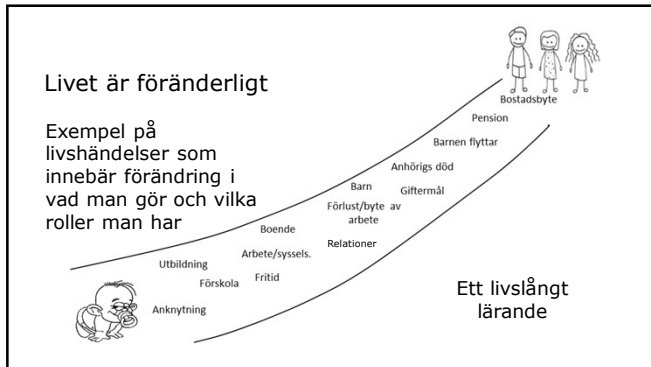 Livet är föränderligt
Exempel på
livshändelser som
innebär förändring i
vad man gör och vilka
roller man har
Bostadsbyte
Pension
Barnen flyttar
Anhörigs död
Barn
Giftermål
Förlust/byte av
arbete
Boende
Relationer
Arbete/syssels.
Utbildning
Fritid
Förskola
Anknytning
Ett livslångt
lärande